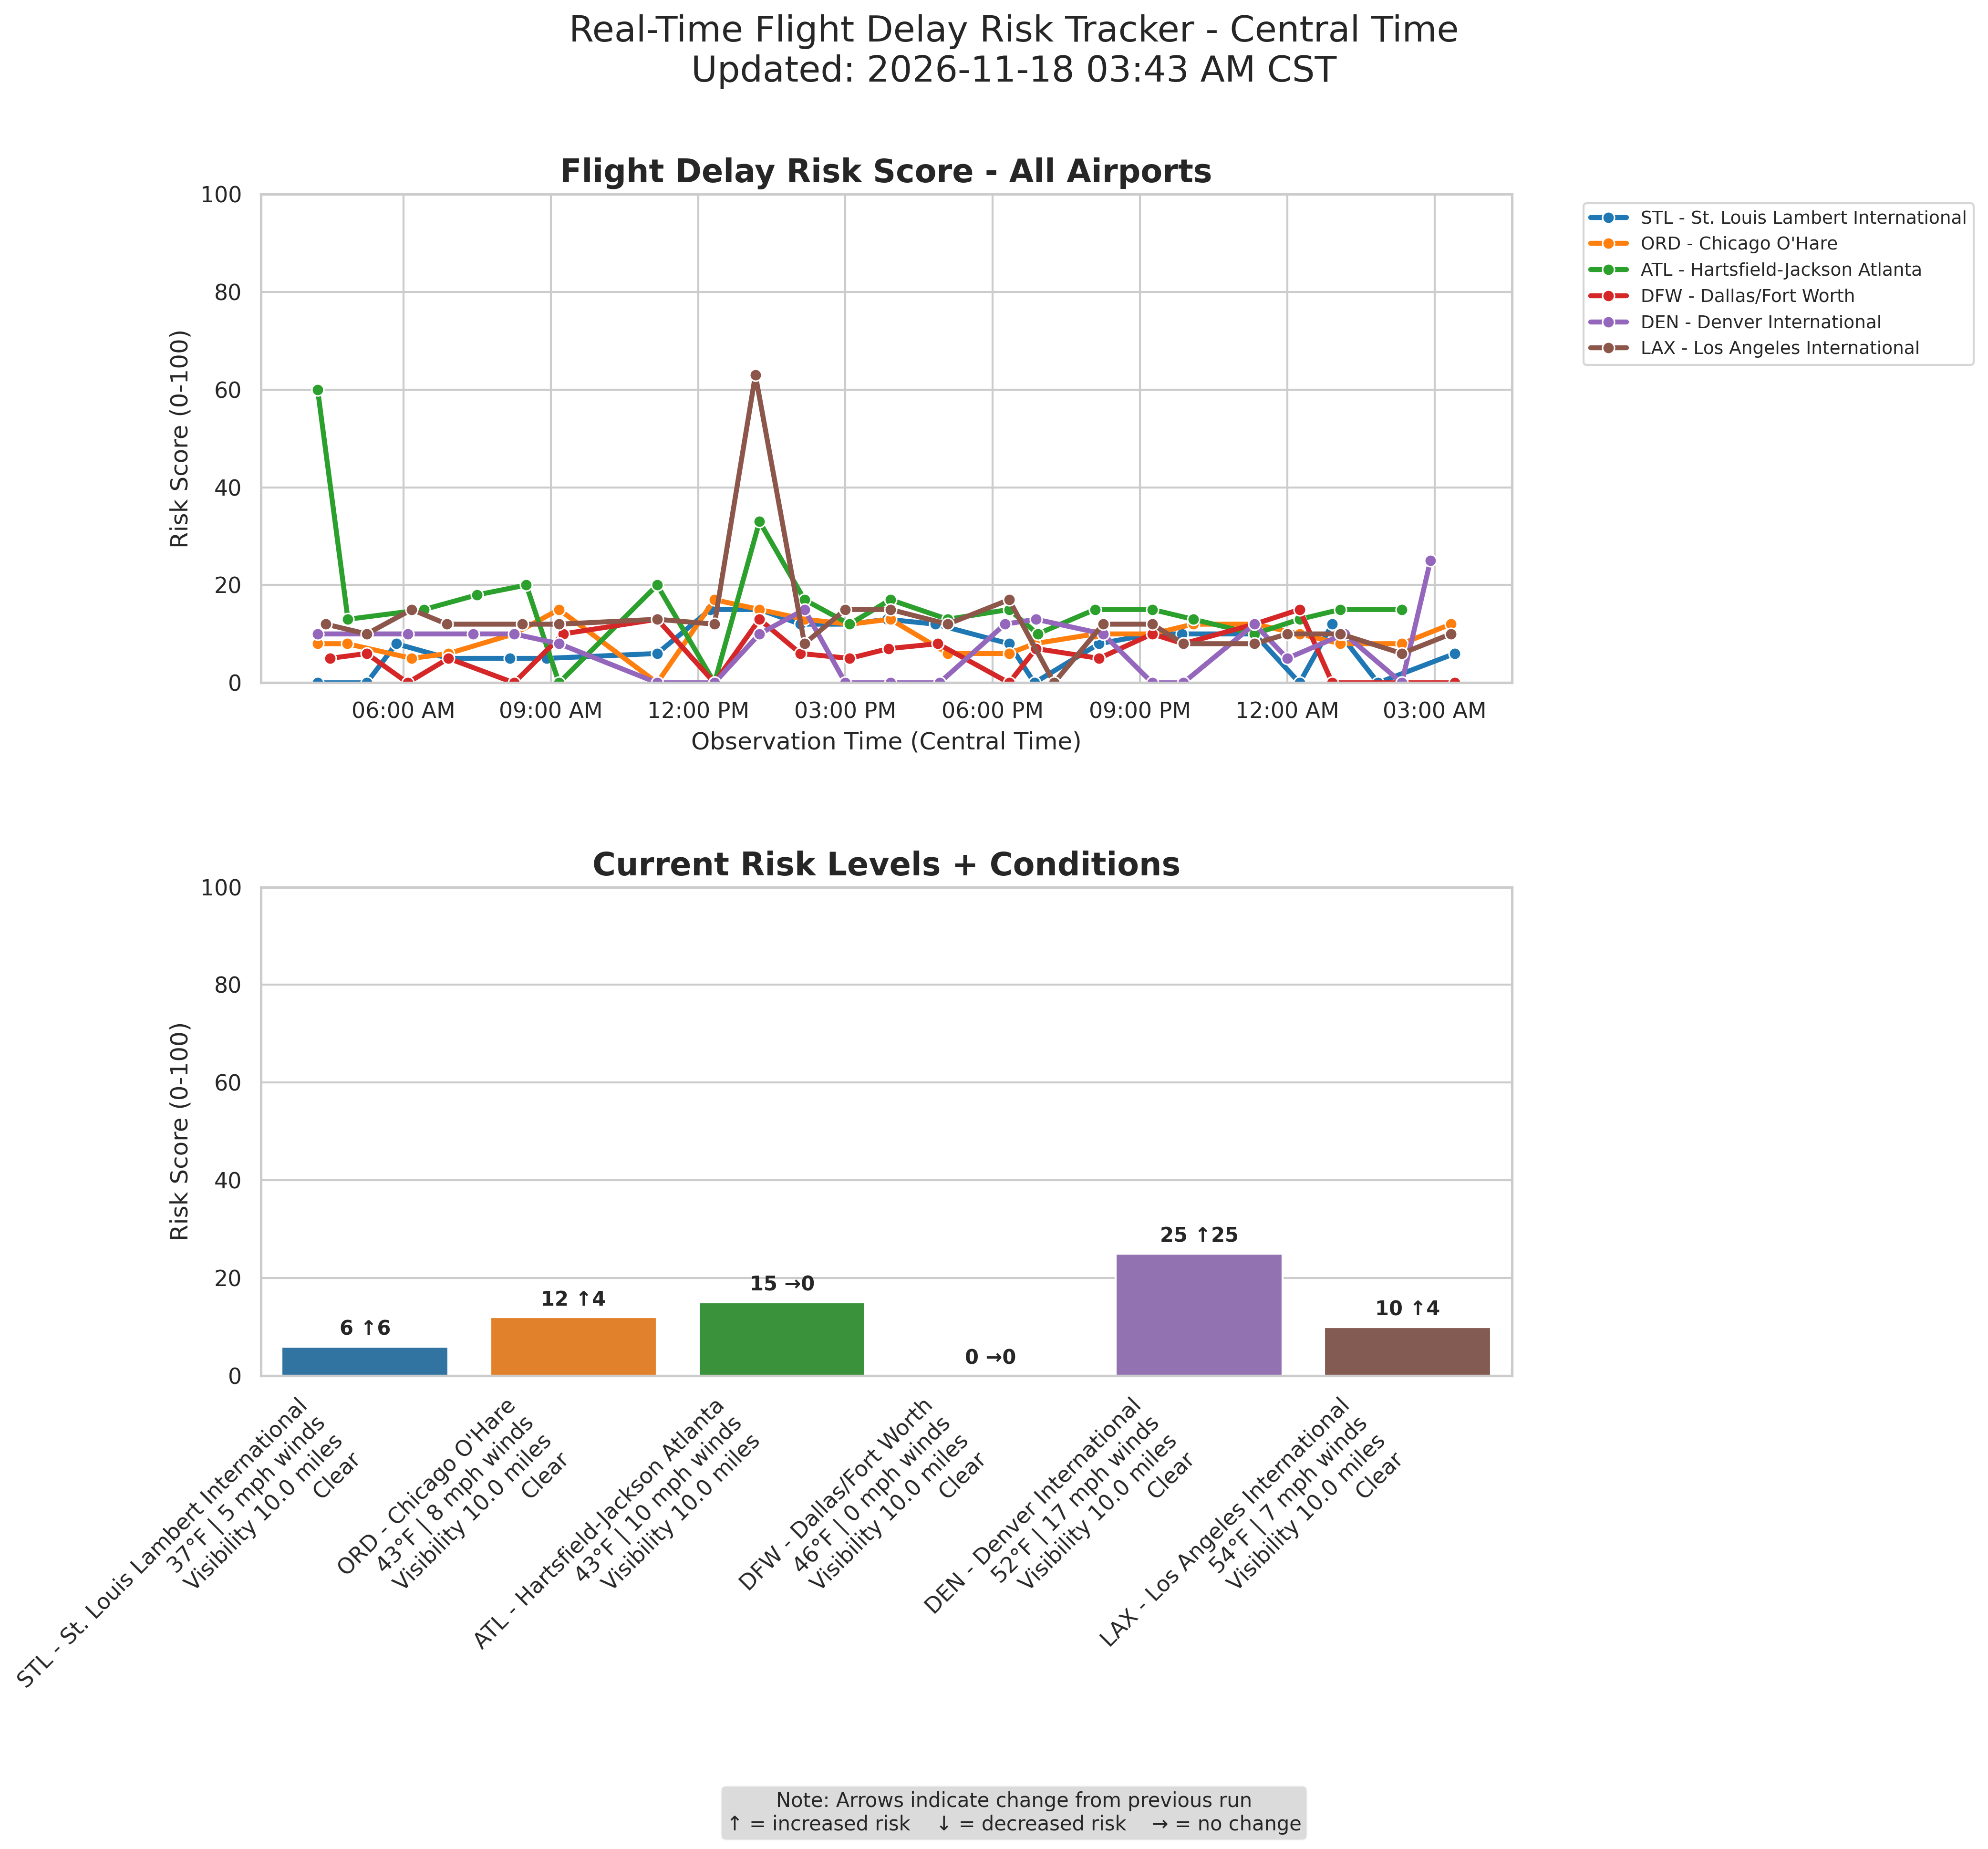 Real-Time Flight Delay Risk Tracker - Central Time
Updated: 2026-11-18 03:43 AM CST
Flight Delay Risk Score - All Airports
100
80
60
40
20
0
Risk Score (0-100)
06:00 AM
09:00 AM
12:00 PM
03:00 PM
06:00 PM
09:00 PM
12:00 AM
03:00 AM
Observation Time (Central Time)
STL - St. Louis Lambert International
ORD - Chicago O'Hare
ATL - Hartsfield-Jackson Atlanta
DFW - Dallas/Fort Worth
DEN - Denver International
LAX - Los Angeles International
Current Risk Levels + Conditions
100
80
60
40
20
0
Risk Score (0-100)
6 ↑6
12 ↑4
15 →0
0 →0
25 ↑25
10 ↑4
STL - St. Louis Lambert International
37°F | 5 mph winds
Visibility 10.0 miles
Clear
ORD - Chicago O'Hare
43°F | 8 mph winds
Visibility 10.0 miles
Clear
ATL - Hartsfield-Jackson Atlanta
43°F | 10 mph winds
Visibility 10.0 miles
DFW - Dallas/Fort Worth
46°F | 0 mph winds
Visibility 10.0 miles
Clear
DEN - Denver International
52°F | 17 mph winds
Visibility 10.0 miles
Clear
LAX - Los Angeles International
54°F | 7 mph winds
Visibility 10.0 miles
Clear
Note: Arrows indicate change from previous run
↑ = increased risk ↓ = decreased risk → = no change